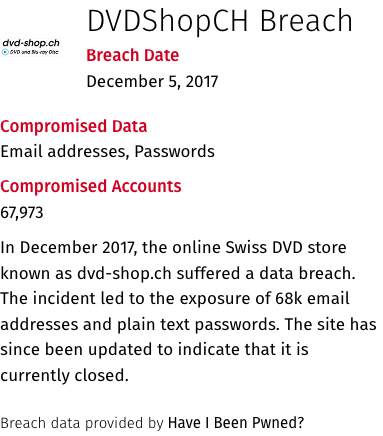 DVDShopCH Breach
dvd-shop.ch
DVD und Blu-ray Disc
Breach Date
December 5, 2017
Compromised Data
Email addresses, Passwords
Compromised Accounts
67,973
In December 2017, the online Swiss DVD store
known as dvd-shop.ch suffered a data breach.
The incident led to the exposure of 68k email
addresses and plain text passwords. The site has
since been updated to indicate that it is
currently closed.
Breach data provided by Have I Been Pwned?